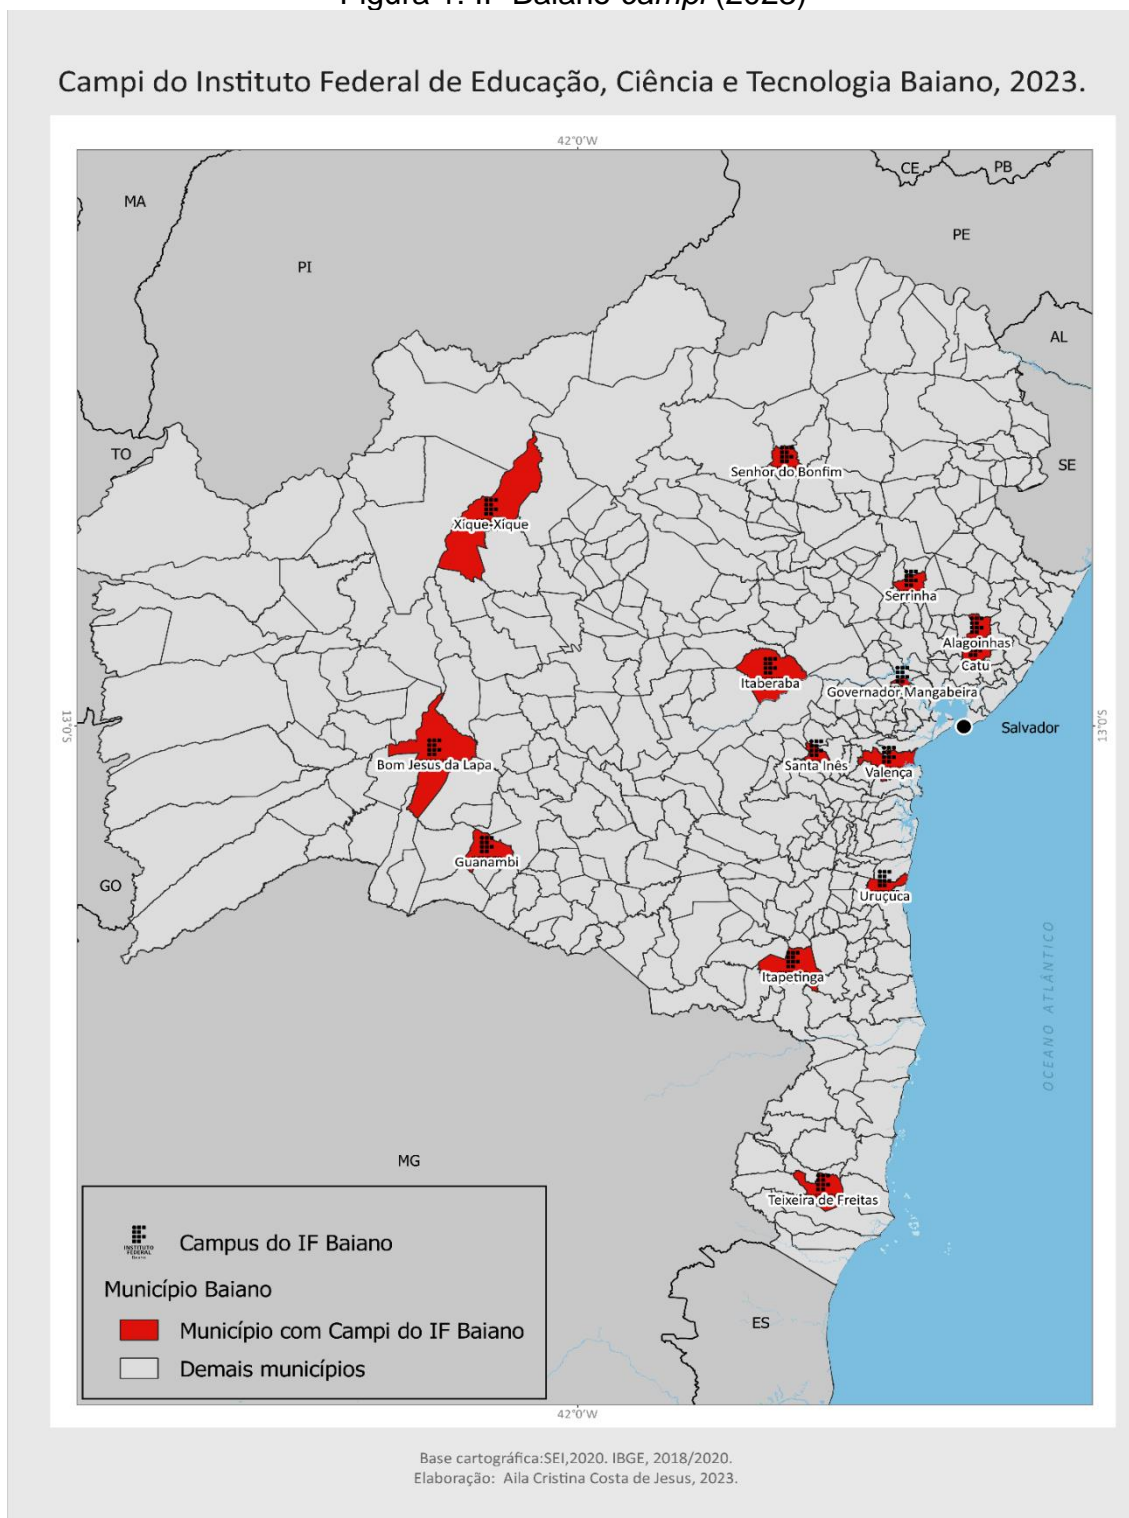 Figura 1: IF Baiano campi (2023)
Campi do Instituto Federal de Educação, Ciência e Tecnologia Baiano, 2023.
42°0'W
CE
PB
MA
PE
PI
AL
TO
SE
Senhor do Bonfim
Xique-Xique
Serrinha
Alagoinhas
Catu
Itaberaba
Governador Mangabeira
13°0'S
13°0'S
Salvador
Bom Jesus da Lapa
Santa Inês
Valença
Guanambi
GO
Uruçuca
Itapetinga
OCEANO ATLÂNTICO
MG
Teixeira de Freitas
INSTITUTO
FEDERAL
Baiano
Campus do IF Baiano
Município Baiano
Município com Campi do IF Baiano
Demais municípios
ES
42°0'W
Base cartográfica:SEI,2020. IBGE, 2018/2020.
Elaboração: Aila Cristina Costa de Jesus, 2023.